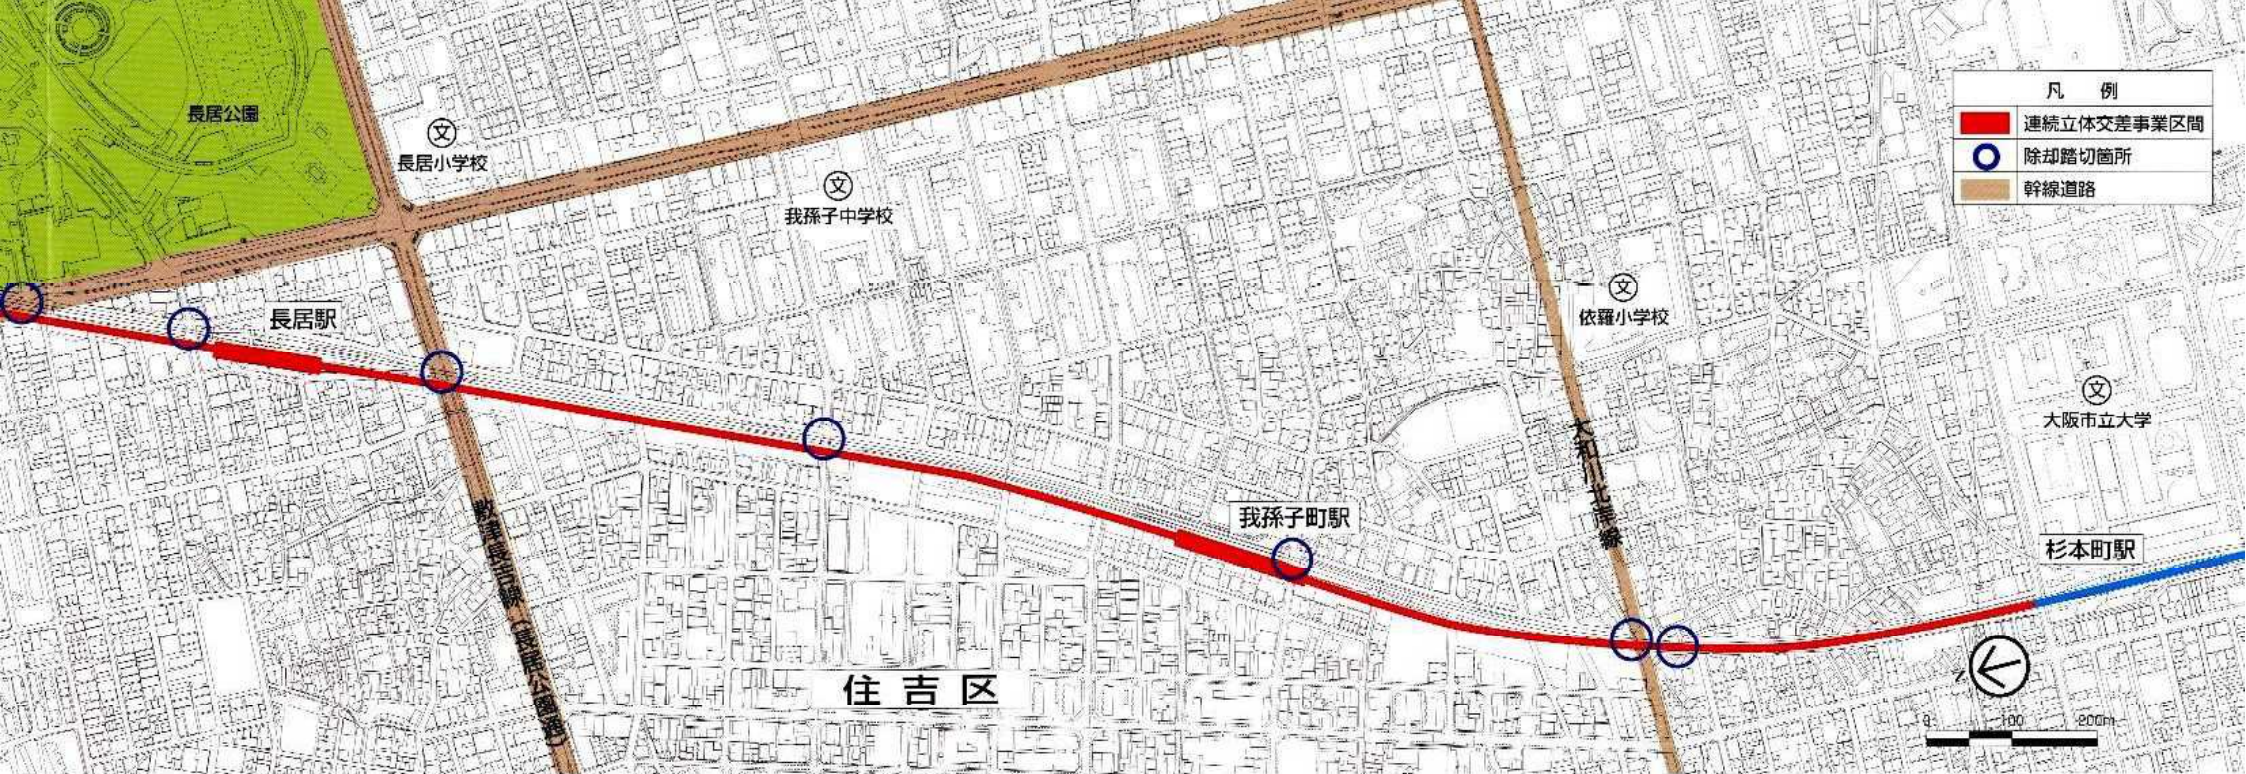 長居公園
文
長居小学校
文
我孫子中学校
凡 例
連続立体交差事業区間
除却踏切箇所
幹線道路
長居駅
文
依羅小学校
文
大阪市立大学
大和川北岸線
我孫子町駅
杉本町駅
敷津長吉線(長居公園通)
住吉区
Z
0 100 200m